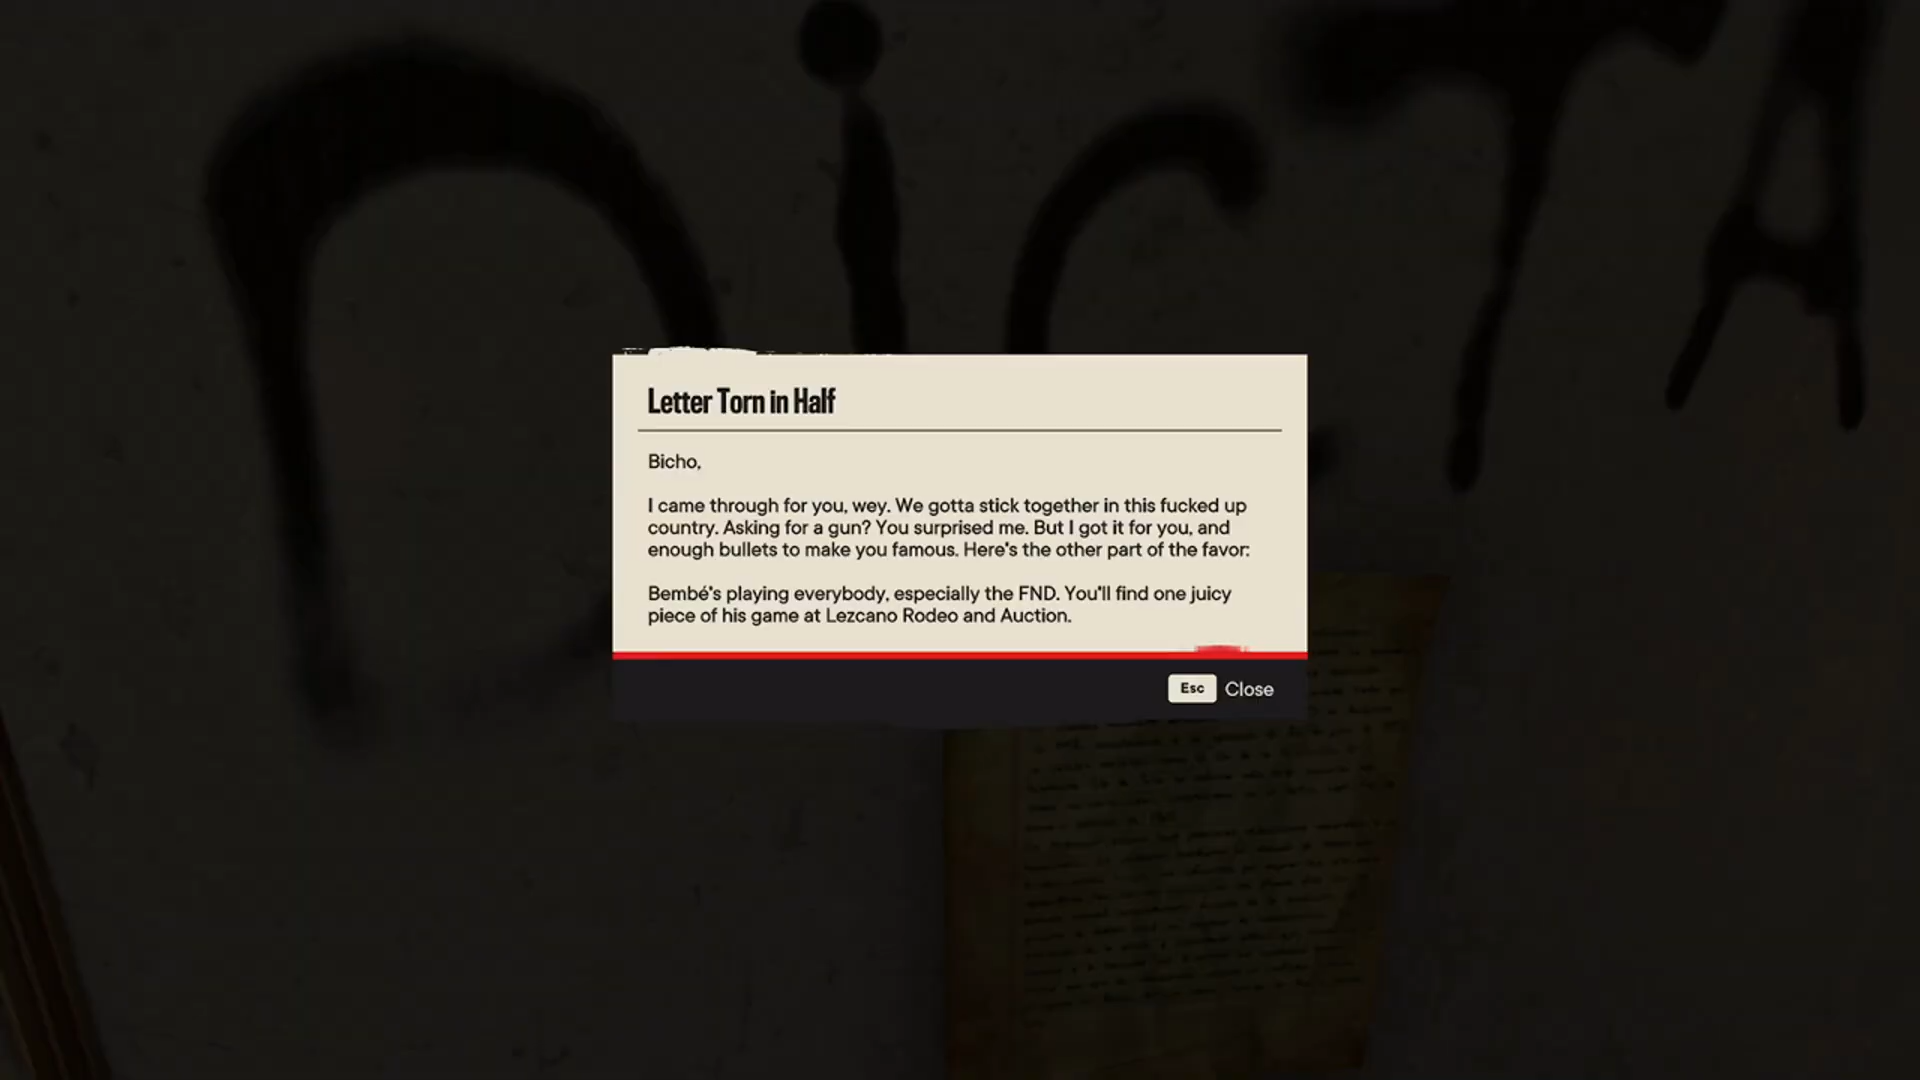 DiCTA
Letter Torn in Half
Bicho,
I came through for you, wey. We gotta stick together in this fucked up
country. Asking for a gun? You surprised me. But I got it for you, and
enough bullets to make you famous. Here's the other part of the favor:
Bembé's playing everybody, especially the FND. You'll find one juicy
piece of his game at Lezcano Rodeo and Auction.
Esc Close